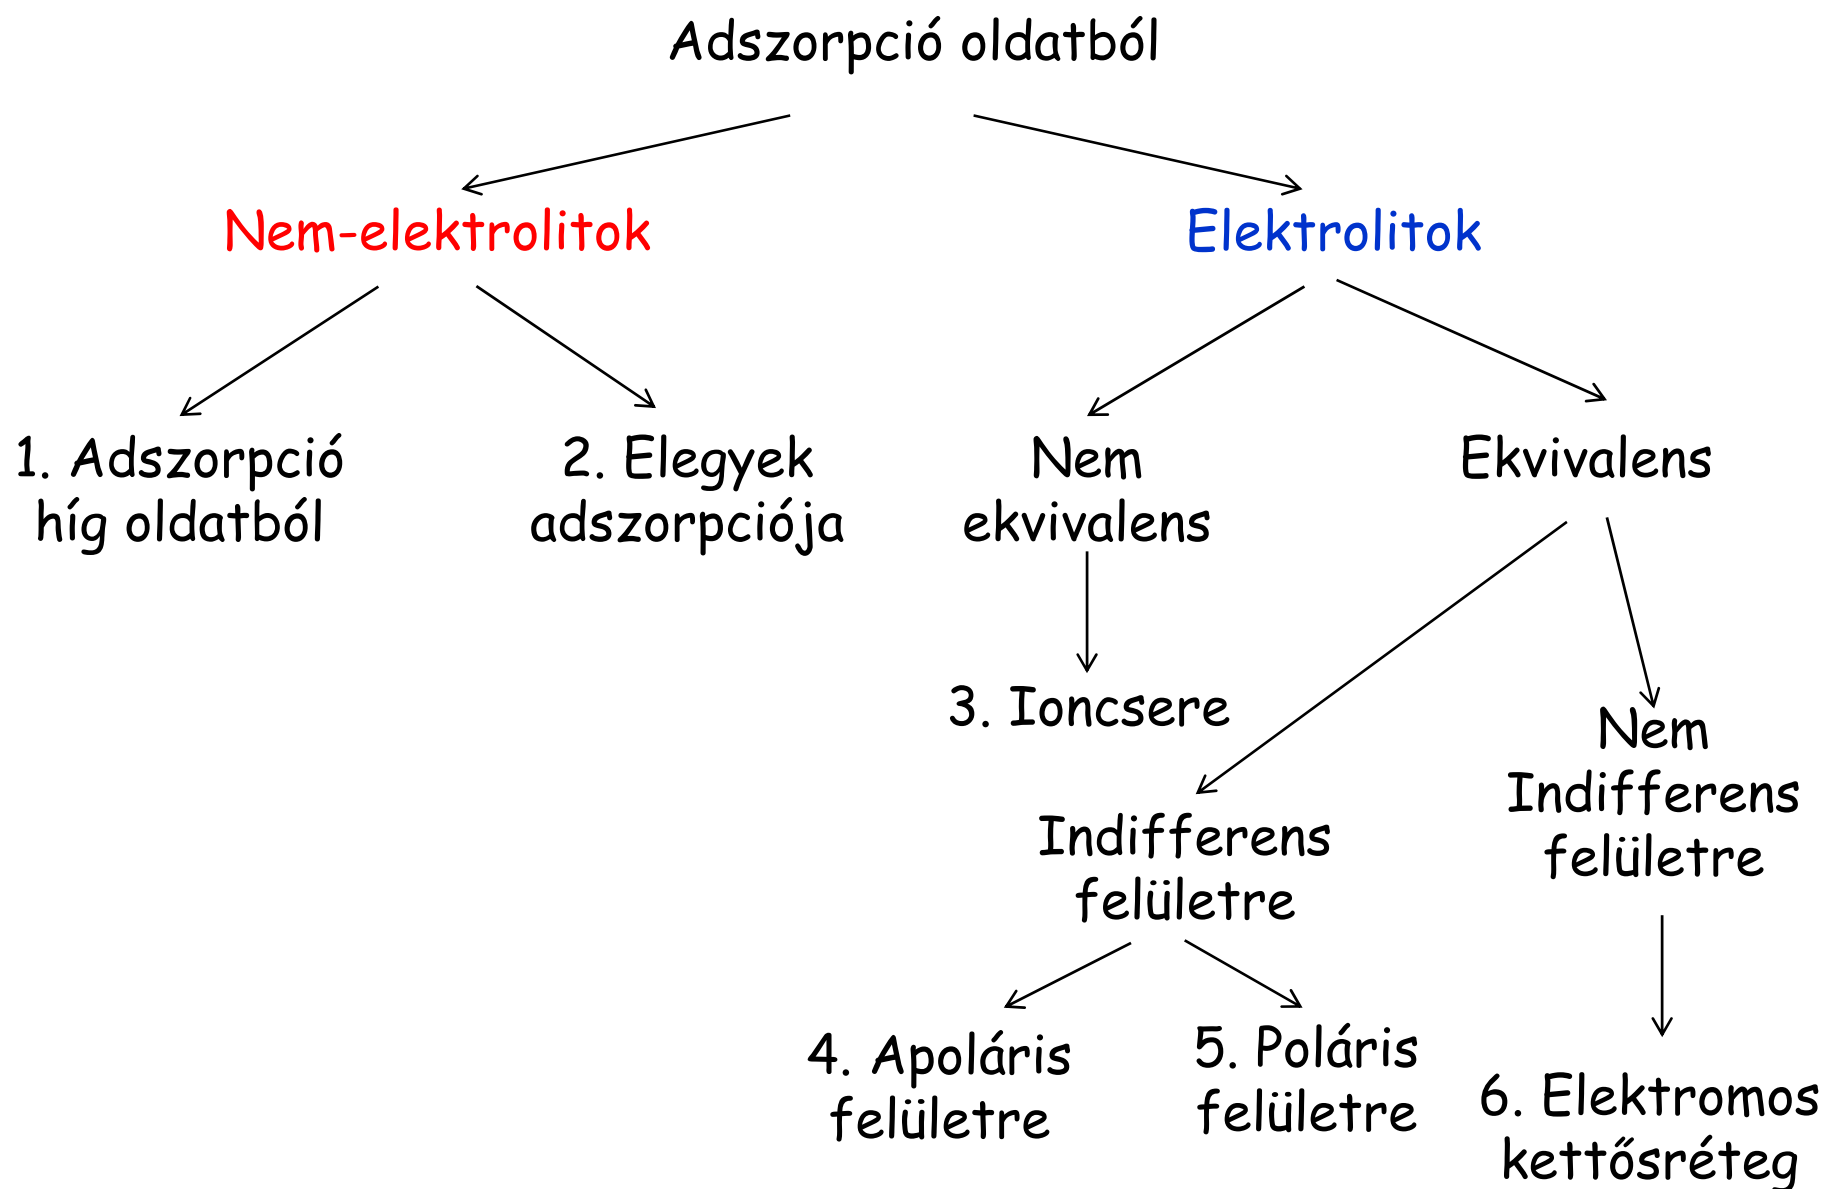 Adszorpció oldatból
Nem-elektrolitok
Elektrolitok
1. Adszorpció
híg oldatból
2. Elegyek
adszorpciója
Nem
ekvivalens
Ekvivalens
3. Ioncsere
Indifferens
felületre
Nem
Indifferens
felületre
4. Apoláris
felületre
5. Poláris
felületre
6. Elektromos
kettősréteg